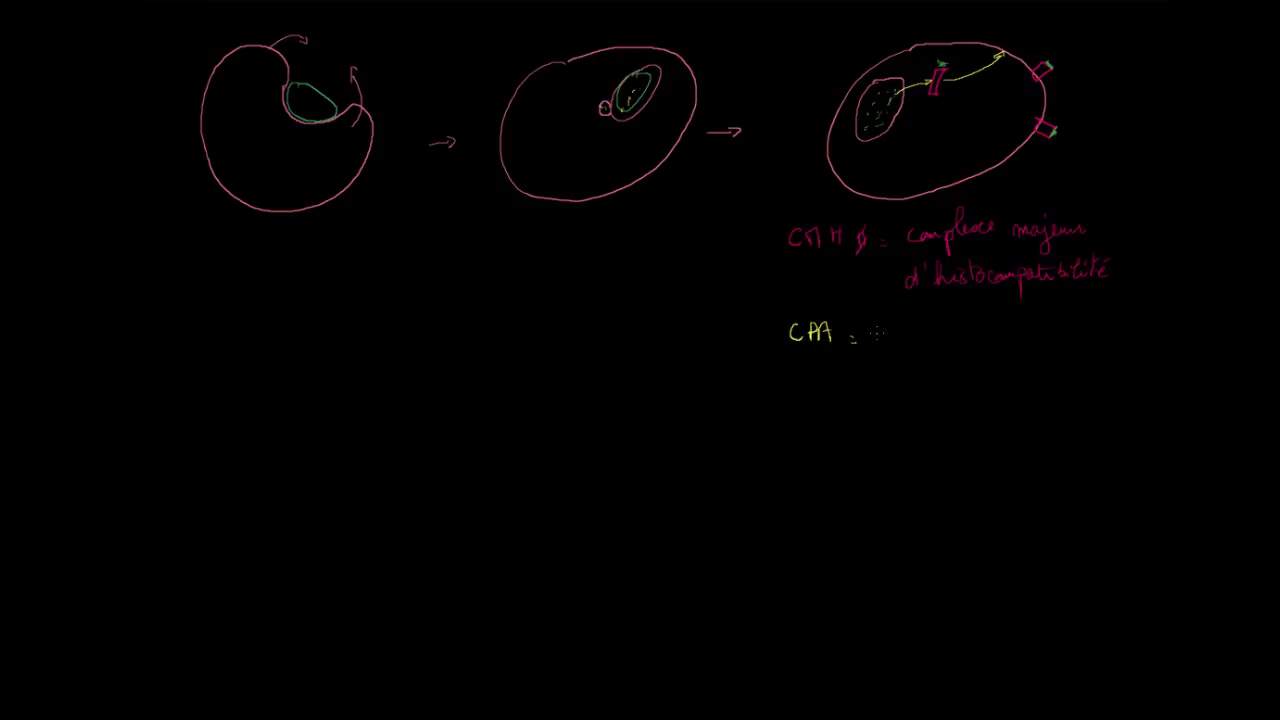 CMH = complexe majeur
d'histocompatibilité
CPA =